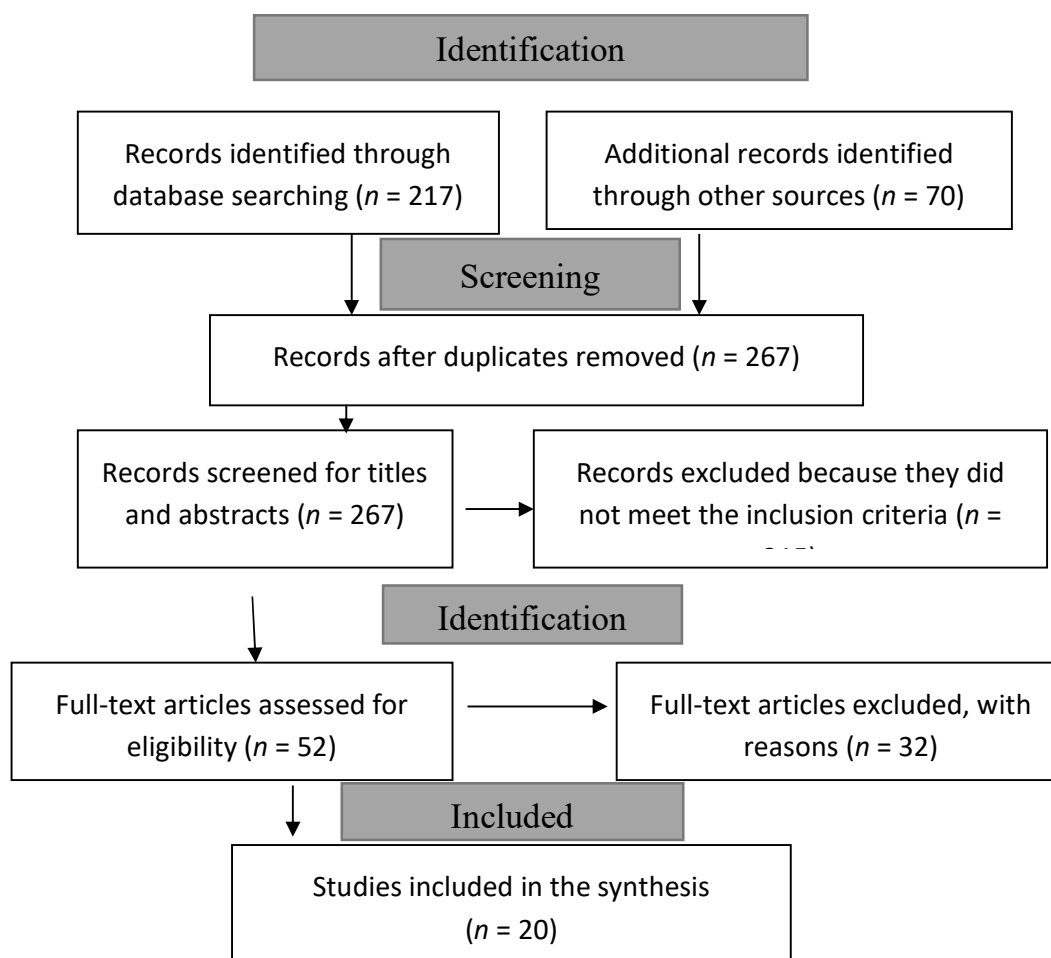 Identification
Records identified through
database searching (n = 217)
Additional records identified
through other sources (n = 70)
Screening
Records after duplicates removed (n = 267)
Records screened for titles
and abstracts (n = 267)
Records excluded because they did
not meet the inclusion criteria (n =
Identification
Full-text articles assessed for
eligibility (n = 52)
Full-text articles excluded, with
reasons (n = 32)
Included
Studies included in the synthesis
(n = 20)